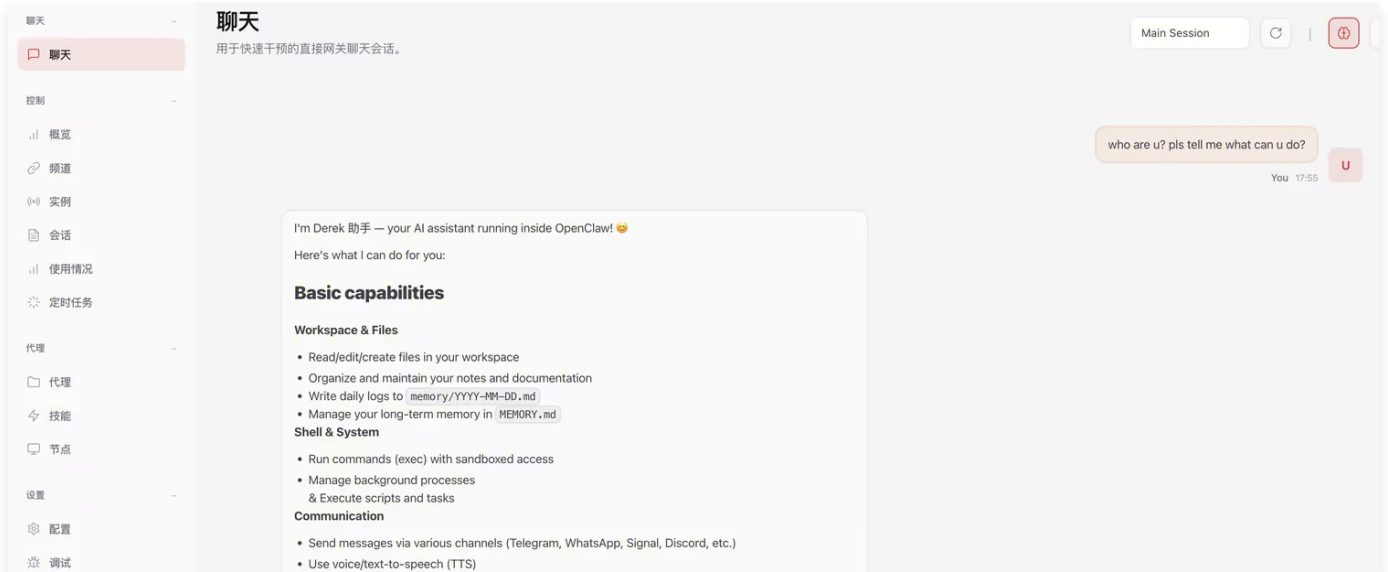 聊天
聊天
控制
概览
频道
实例
会话
使用情况
定时任务
代理
代理
技能
节点
设置
配置
调试
聊天
用于快速干预的直接网关聊天会话。
Main Session
who are u? pls tell me what can u do?
U
You 17:55
I'm Derek 助手 — your AI assistant running inside OpenClaw! 😊
Here's what I can do for you:
Basic capabilities
Workspace & Files
• Read/edit/create files in your workspace
• Organize and maintain your notes and documentation
• Write daily logs to memory/YYYY-MM-DD.md
• Manage your long-term memory in MEMORY.md
Shell & System
• Run commands (exec) with sandboxed access
• Manage background processes
& Execute scripts and tasks
Communication
• Send messages via various channels (Telegram, WhatsApp, Signal, Discord, etc.)
• Use voice/text-to-speech (TTS)